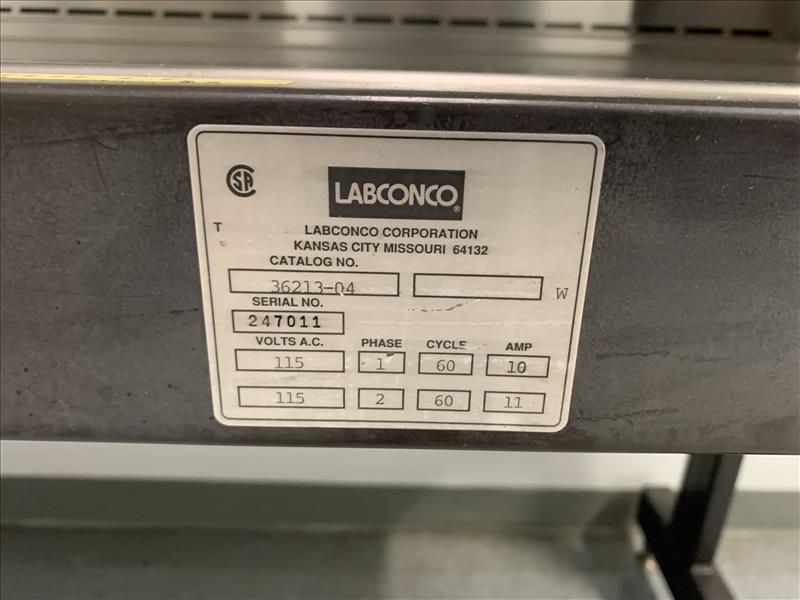 SA
LABCONCO®
T
LABCONCO CORPORATION
KANSAS CITY MISSOURI 64132
CATALOG NO.
36213-04 W
SERIAL NO.
247011
VOLTS A.C. PHASE CYCLE AMP
115 1 60 10
115 2 60 11